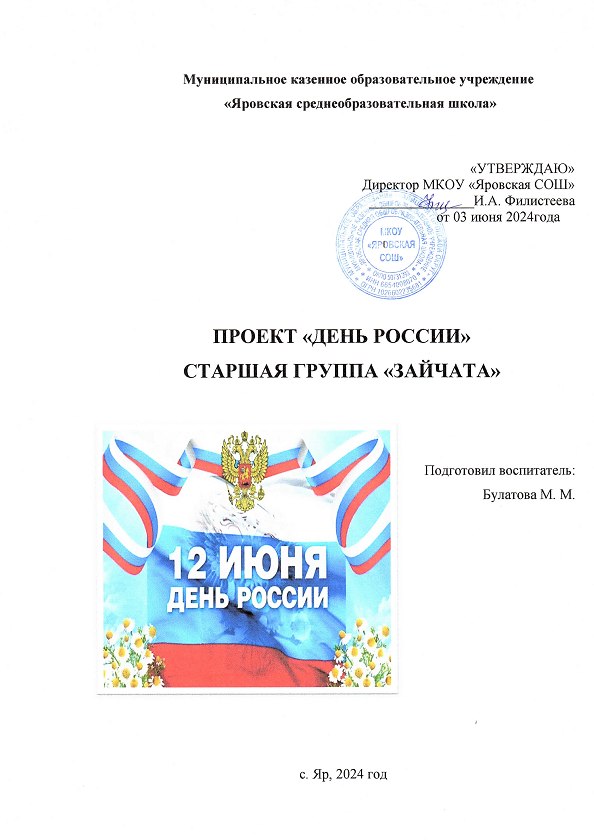 Муниципальное казенное образовательное учреждение
«Яровская среднеобразовательная школа»
«УТВЕРЖДАЮ»
Директор МКОУ «Яровская СОШ»
И.А. Филистеева
от 03 июня 2024года
МКОУ
«ЯРОВСКАЯ
СОШ»
ПРОЕКТ «ДЕНЬ РОССИИ»
СТАРШАЯ ГРУППА «ЗАЙЧАТА»
Подготовил воспитатель:
Булатова М. М.
12 ИЮНЯ
ДЕНЬ РОССИИ
с. Яр, 2024 год